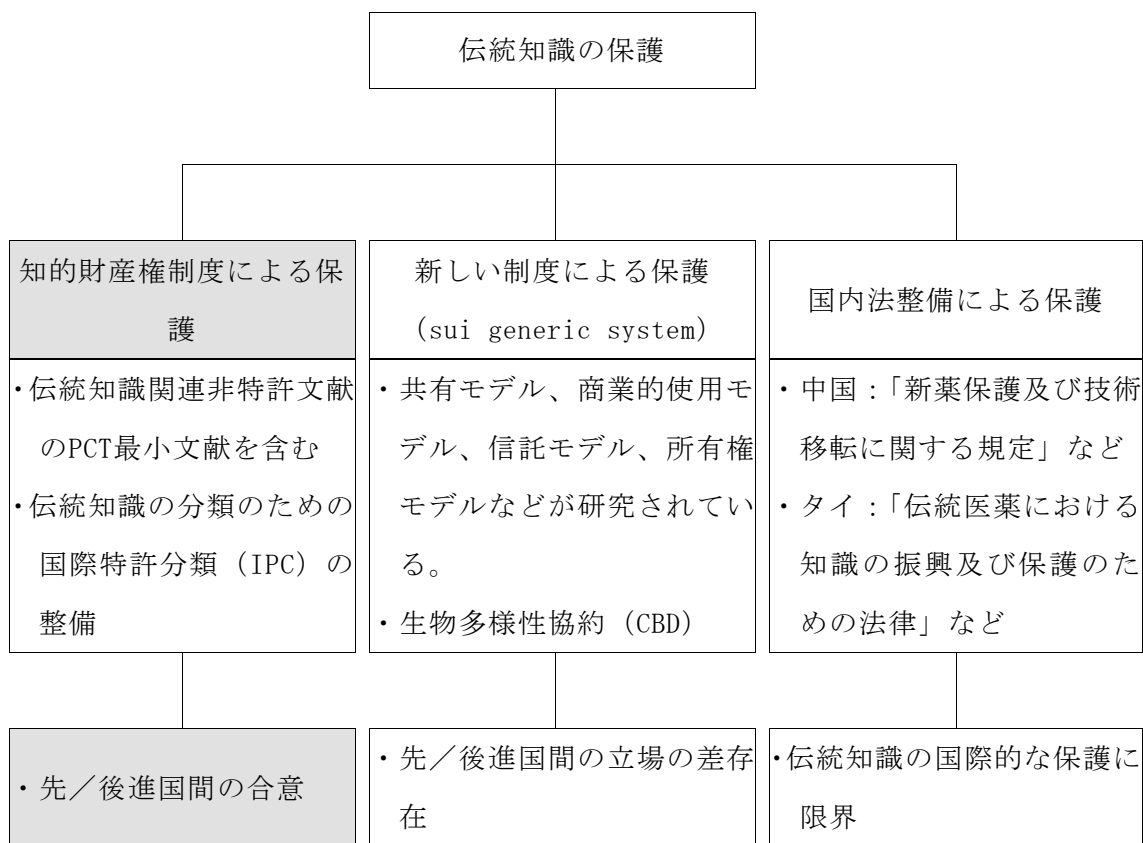 伝統知識の保護
知的財産権制度による保
護
・伝統知識関連非特許文献
のPCT最小文献を含む
・伝統知識の分類のための
国際特許分類（IPC）の
整備
・先／後進国間の合意
新しい制度による保護
(sui generic system)
・共有モデル、商業的使用モ
デル、信託モデル、所有権
モデルなどが研究されてい
る。
・生物多様性協約（CBD）
・先／後進国間の立場の差存
在
国内法整備による保護
・中国：「新薬保護及び技術
移転に関する規定」など
・タイ：「伝統医薬における
知識の振興及び保護のた
めの法律」など
・伝統知識の国際的な保護に
限界